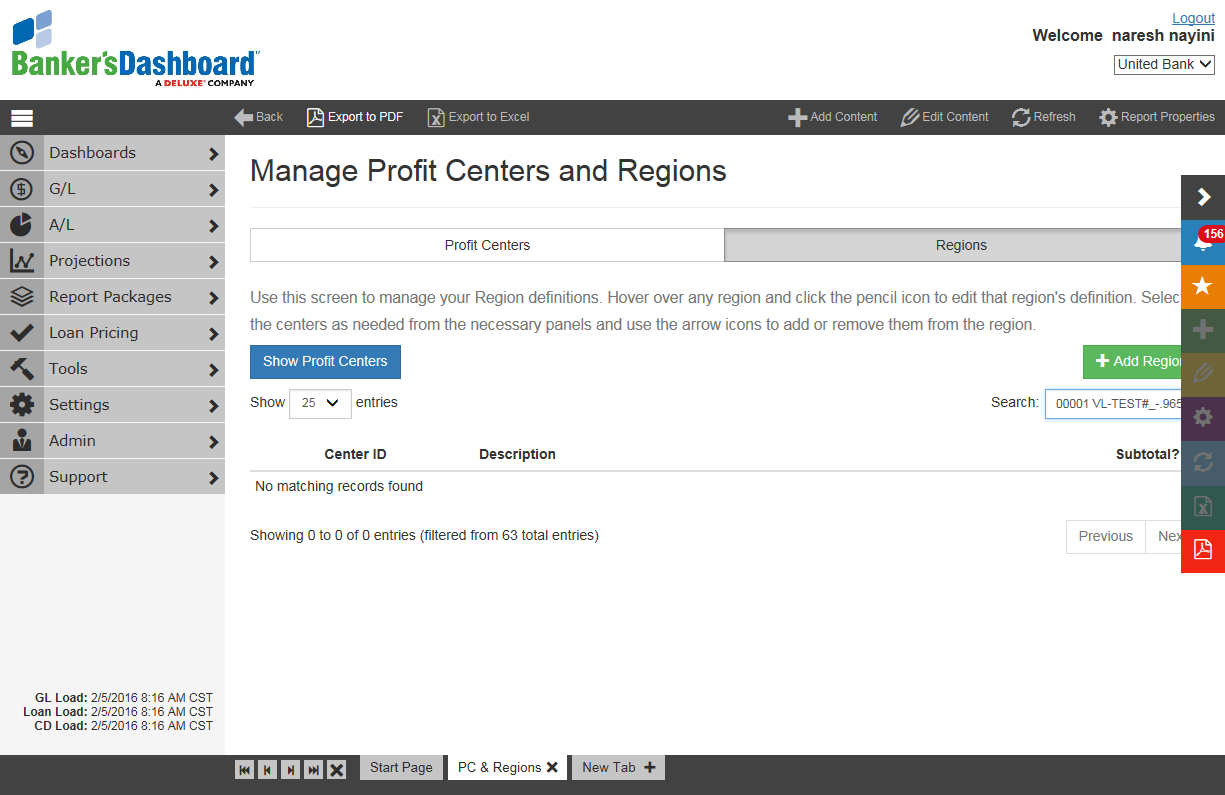 Logout
Welcome naresh nayini
United Bank
Banker'sDashboard
A DELUXE COMPANY
Back Export to PDF Export to Excel Add Content Edit Content Refresh Report Properties
Dashboards
G/L
A/L
Projections
Report Packages
Loan Pricing
Tools
Settings
Admin
Support
Manage Profit Centers and Regions
Profit Centers Regions
156
Use this screen to manage your Region definitions. Hover over any region and click the pencil icon to edit that region's definition. Selec
the centers as needed from the necessary panels and use the arrow icons to add or remove them from the region.
Show Profit Centers Add Region
Show 25 entries Search: 00001 VL-TEST#_-.965
Center ID Description Subtotal?
No matching records found
Showing 0 to 0 of 0 entries (filtered from 63 total entries) Previous Nex
GL Load: 2/5/2016 8:16 AM CST
Loan Load: 2/5/2016 8:16 AM CST
CD Load: 2/5/2016 8:16 AM CST
Start Page PC & Regions New Tab